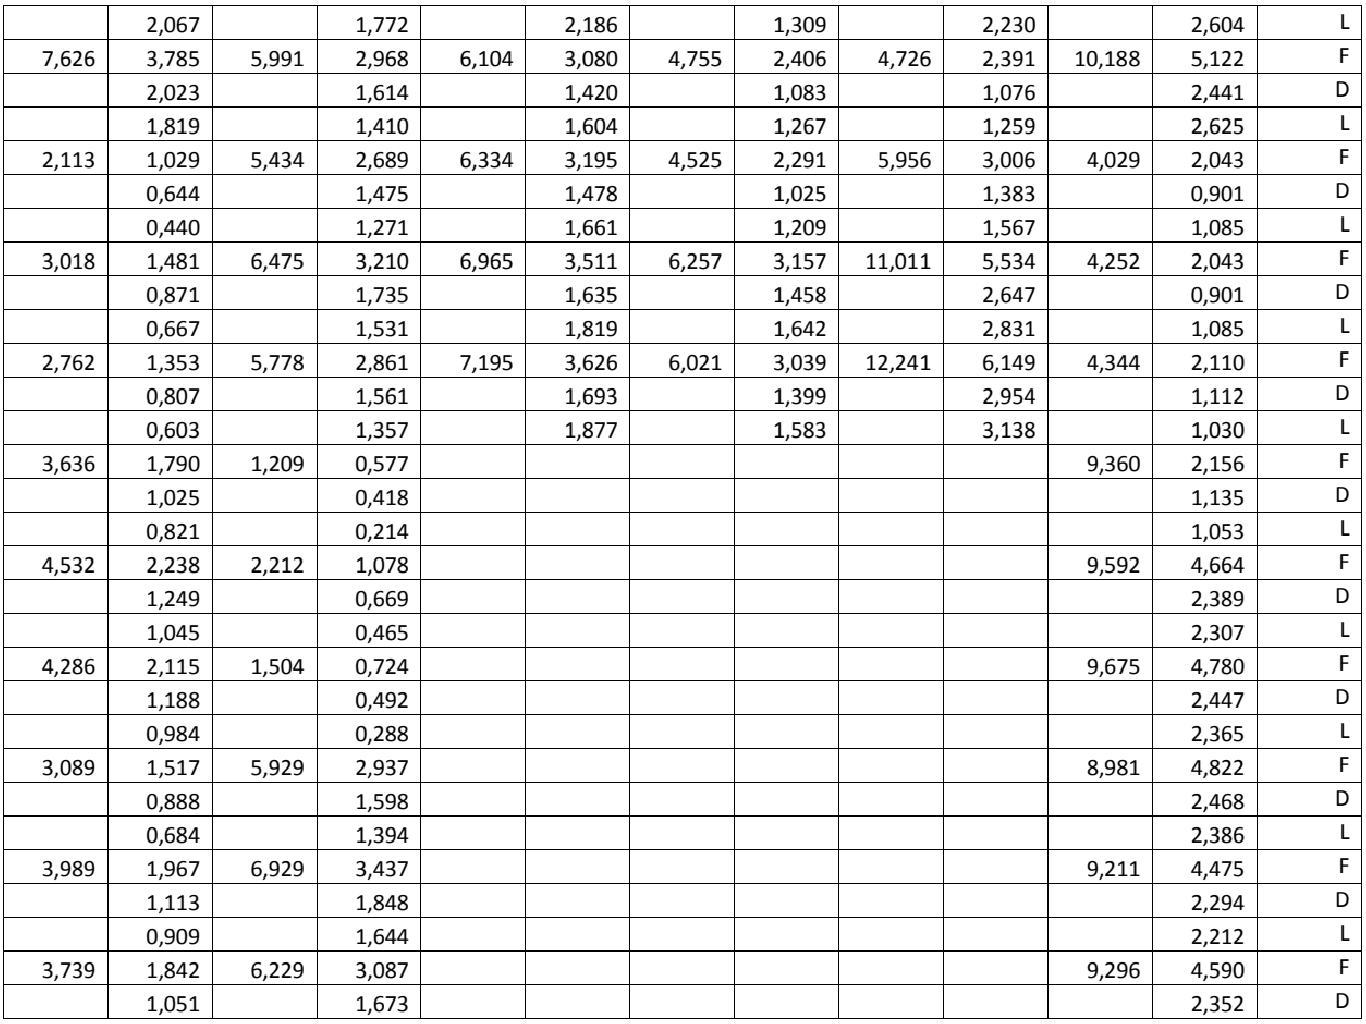 2,067 1,772 2,186 1,309 2,230 2,604 L
7,626 3,785 5,991 2,968 6,104 3,080 4,755 2,406 4,726 2,391 10,188 5,122 F
2,023 1,614 1,420 1,083 1,076 2,441 D
1,819 1,410 1,604 1,267 1,259 2,625 L
2,113 1,029 5,434 2,689 6,334 3,195 4,525 2,291 5,956 3,006 4,029 2,043 F
0,644 1,475 1,478 1,025 1,383 0,901 D
0,440 1,271 1,661 1,209 1,567 1,085 L
3,018 1,481 6,475 3,210 6,965 3,511 6,257 3,157 11,011 5,534 4,252 2,043 F
0,871 1,735 1,635 1,458 2,647 0,901 D
0,667 1,531 1,819 1,642 2,831 1,085 L
2,762 1,353 5,778 2,861 7,195 3,626 6,021 3,039 12,241 6,149 4,344 2,110 F
0,807 1,561 1,693 1,399 2,954 1,112 D
0,603 1,357 1,877 1,583 3,138 1,030 L
3,636 1,790 1,209 0,577 9,360 2,156 F
1,025 0,418 1,135 D
0,821 0,214 1,053 L
4,532 2,238 2,212 1,078 9,592 4,664 F
1,249 0,669 2,389 D
1,045 0,465 2,307 L
4,286 2,115 1,504 0,724 9,675 4,780 F
1,188 0,492 2,447 D
0,984 0,288 2,365 L
3,089 1,517 5,929 2,937 8,981 4,822 F
0,888 1,598 2,468 D
0,684 1,394 2,386 L
3,989 1,967 6,929 3,437 9,211 4,475 F
1,113 1,848 2,294 D
0,909 1,644 2,212 L
3,739 1,842 6,229 3,087 9,296 4,590 F
1,051 1,673 2,352 D